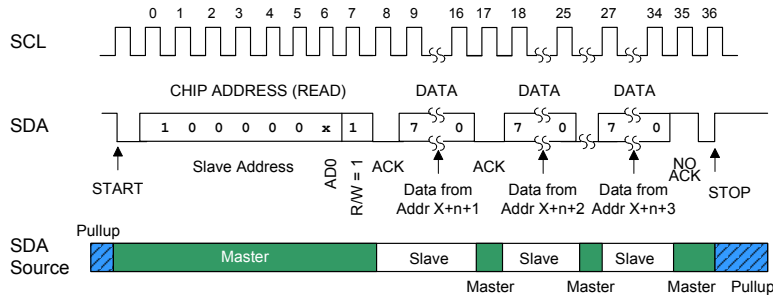 0 1 2 3 4 5 6 7 8 9 16 17 18 25 27 34 35 36
SCL
CHIP ADDRESS (READ) DATA DATA DATA
SDA
1 0 0 0 0 0 x 1 7 0 7 0 7 0
START
Slave Address
AD0
R/W = 1
ACK
Data from
Addr X+n+1
ACK
Data from
Addr X+n+2
Data from
Addr X+n+3
NO
ACK
STOP
SDA
Source
Pullup
Master Slave Slave Slave
Master Master Master Pullup